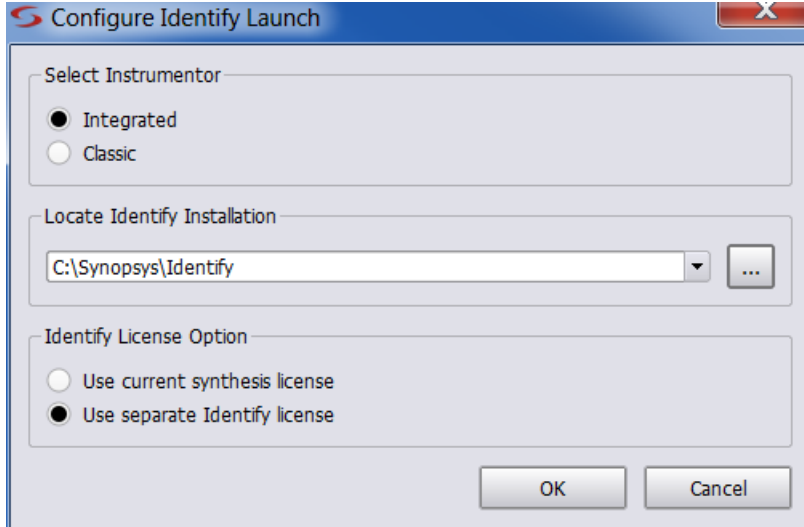 Configure Identify Launch
Select Instrumentor
Integrated
Classic
Locate Identify Installation
C:\Synopsys\Identify
...
Identify License Option
Use current synthesis license
Use separate Identify license
OK Cancel